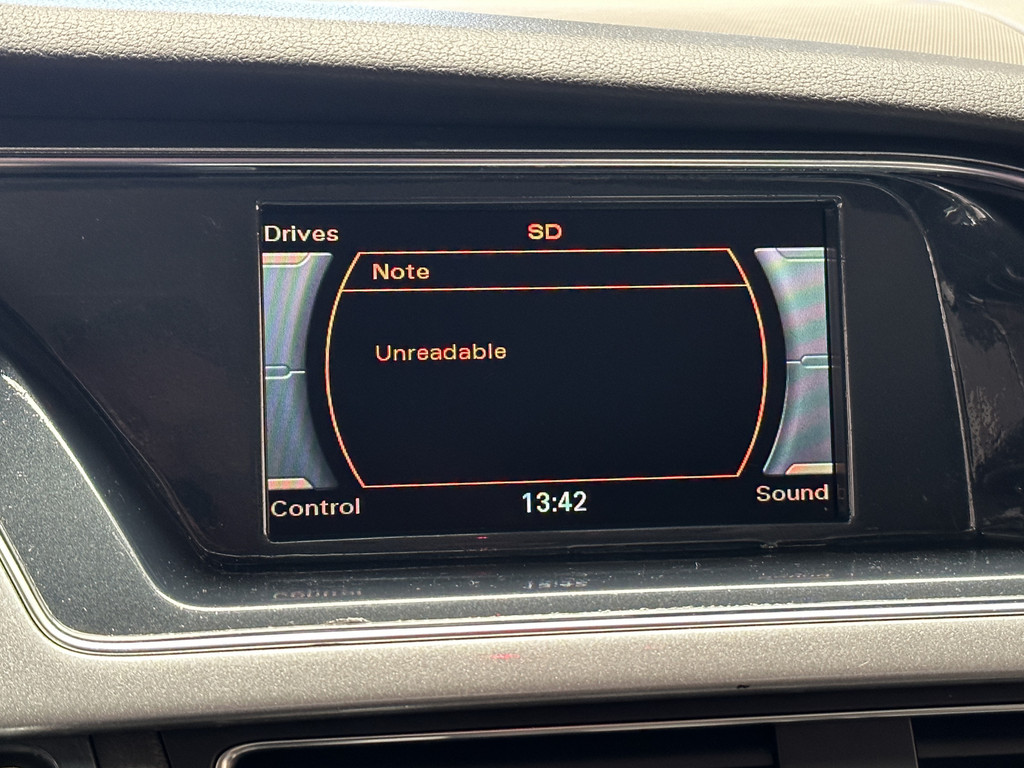 Drives
SD
Note
Unreadable
Control
13:42
Sound